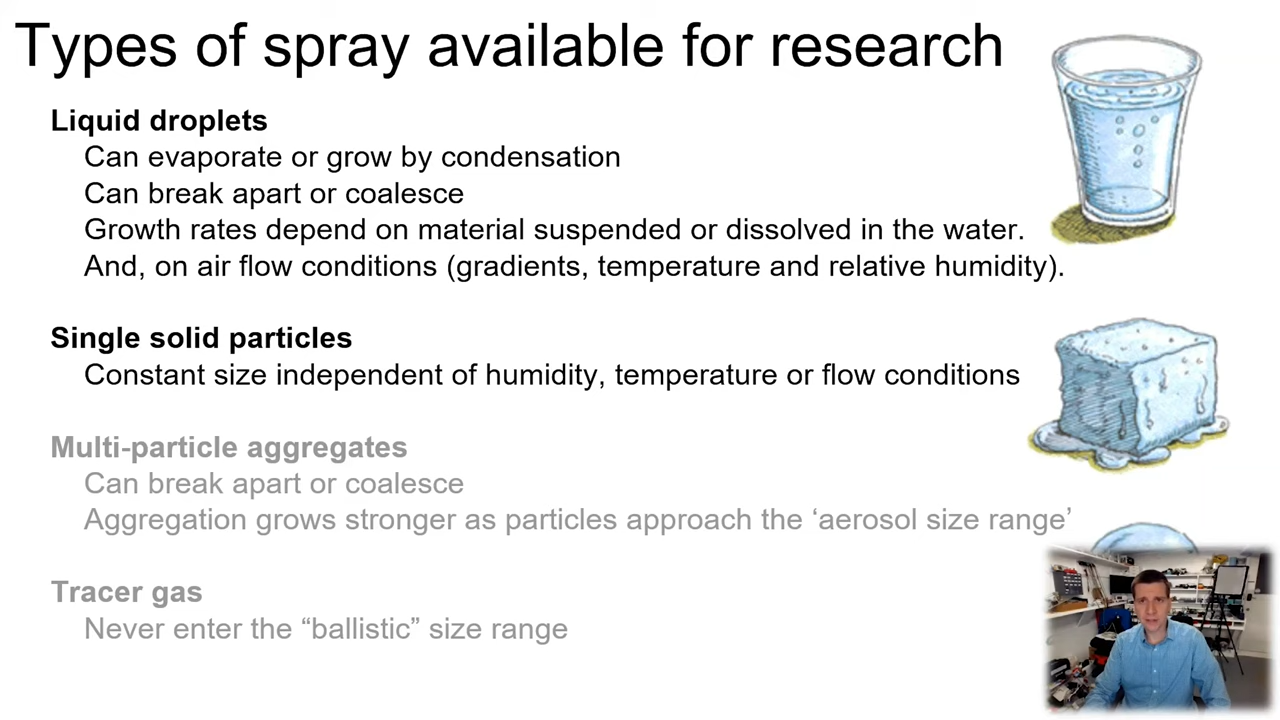 Types of spray available for research
Liquid droplets
Can evaporate or grow by condensation
Can break apart or coalesce
Growth rates depend on material suspended or dissolved in the water.
And, on air flow conditions (gradients, temperature and relative humidity).
Single solid particles
Constant size independent of humidity, temperature or flow conditions
Multi-particle aggregates
Can break apart or coalesce
Aggregation grows stronger as particles approach the ‘aerosol size range’
Tracer gas
Never enter the “ballistic” size range